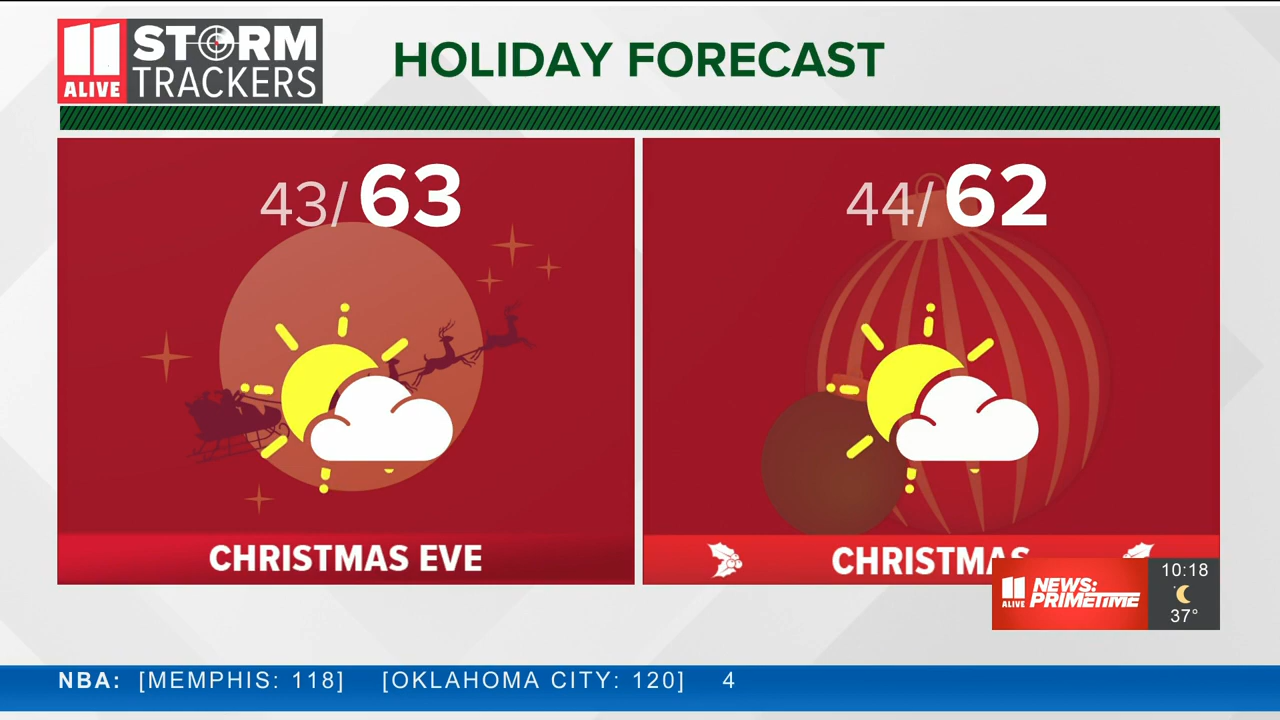 11 ALIVE
STORM
TRACKERS
HOLIDAY FORECAST
43/63
44/62
CHRISTMAS EVE
CHRISTMAS
11 ALIVE
NEWS:
PRIMETIME
10:18
37°
NBA: [MEMPHIS: 118] [OKLAHOMA CITY: 120] 4